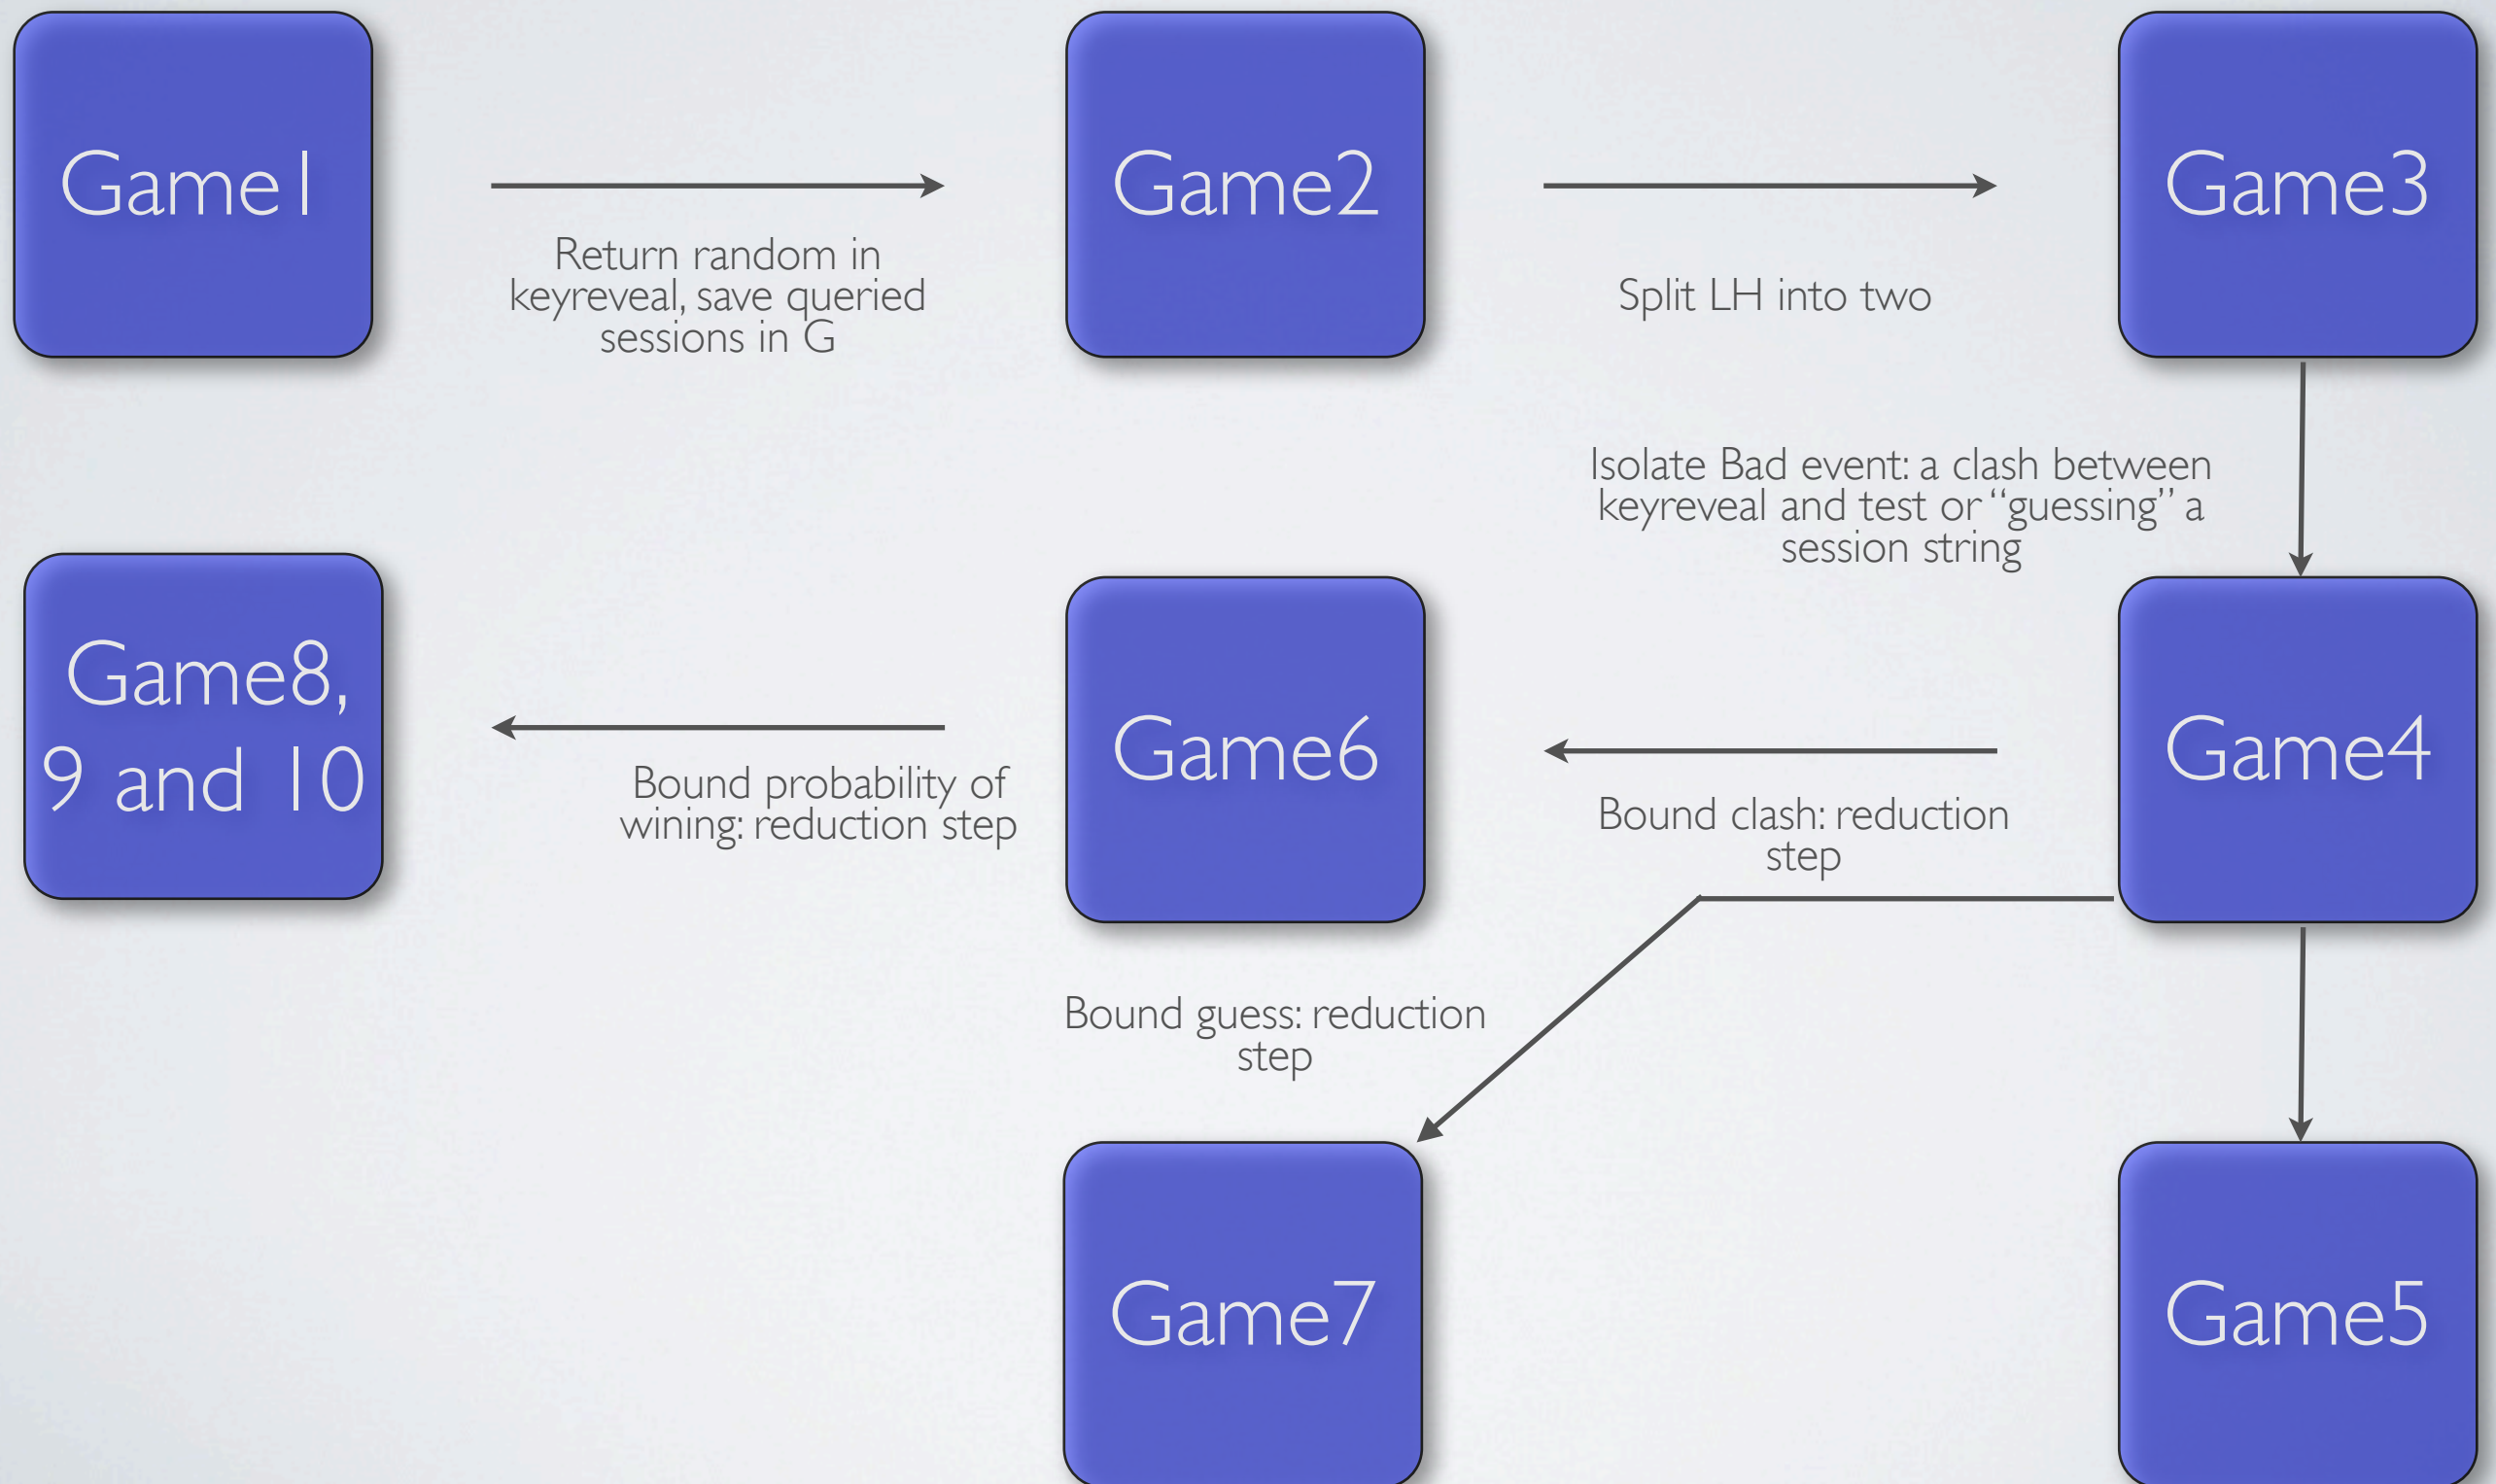 Game1
Game2
Game3
Return random in
keyreveal, save queried
sessions in G
Split LH into two
Isolate Bad event: a clash between
keyreveal and test or “guessing” a
session string
Game8,
9 and 10
Game6
Game4
Bound probability of
wining: reduction step
Bound clash: reduction
step
Bound guess: reduction
step
Game7
Game5